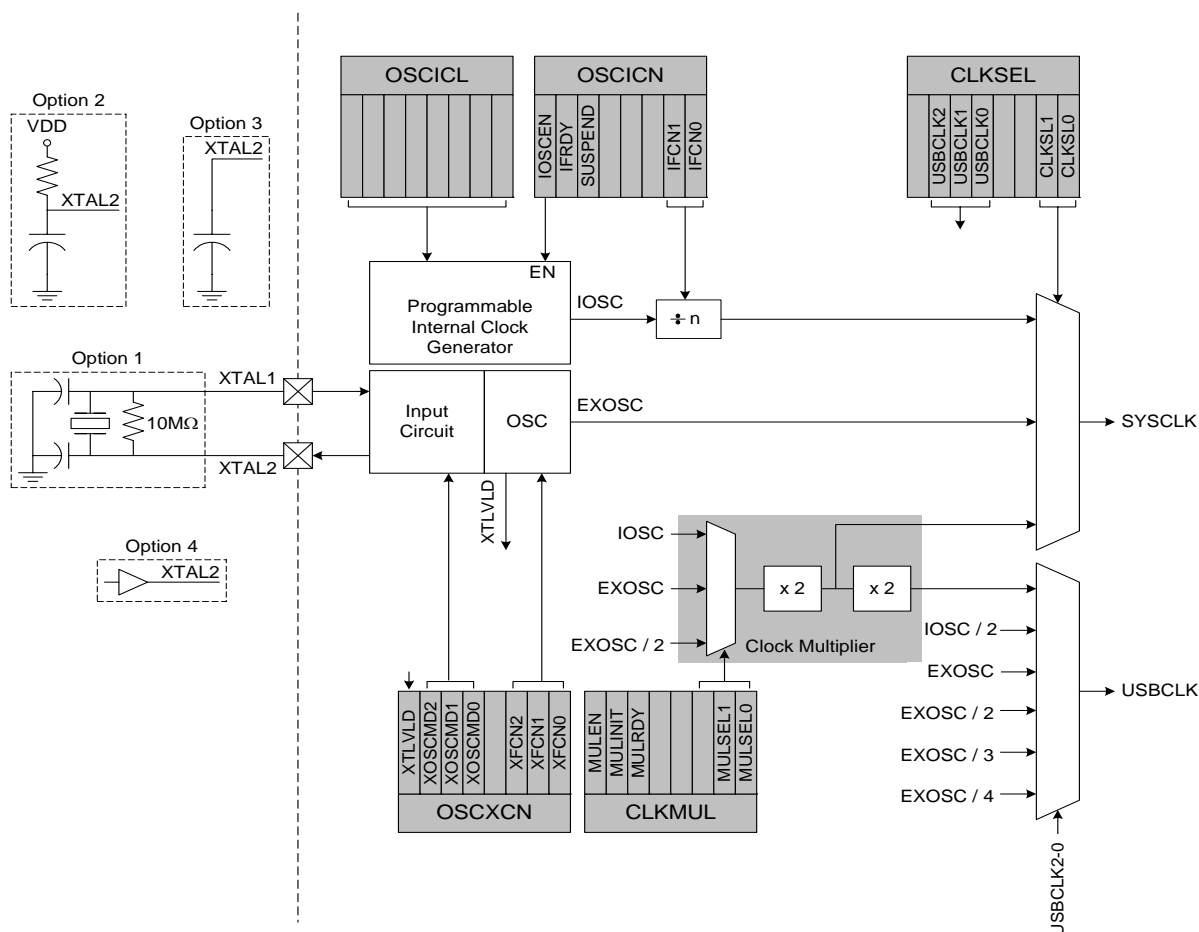 OSCICL
OSCICN
CLKSEL
IOSCEN
IFRDY
SUSPEND
IFCN1
IFCN0
USBCLK2
USBCLK1
USBCLK0
CLKSL1
CLKSL0
Option 2
VDD
XTAL2
Option 3
XTAL2
EN
Programmable
Internal Clock
Generator
IOSC
÷ n
Option 1
XTAL1
10MΩ
XTAL2
Input
Circuit
OSC
EXOSC
SYSCLK
XTLVLD
Option 4
XTAL2
IOSC
EXOSC
EXOSC / 2
x 2
x 2
Clock Multiplier
IOSC / 2
EXOSC
EXOSC / 2
EXOSC / 3
EXOSC / 4
USBCLK
USBCLK2-0
XTLVLD
XOSCMD2
XOSCMD1
XOSCMD0
XFCN2
XFCN1
XFCN0
OSCXCN
MULEN
MULINIT
MULRDY
MULSEL1
MULSEL0
CLKMUL